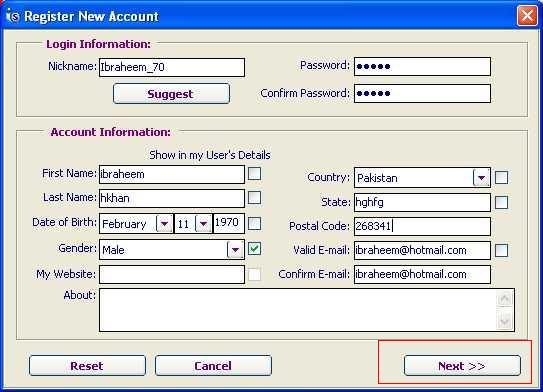 is Register New Account
Login Information:
Nickname: Ibraheem_70 Password: •••••
Suggest Confirm Password: •••••
Account Information:
Show in my User's Details
First Name: ibraheem Country: Pakistan
Last Name: hkhan State: hghfg
Date of Birth: February 11 1970 Postal Code: 268341
Gender: Male Valid E-mail: ibraheem@hotmail.com
My Website: Confirm E-mail: ibraheem@hotmail.com
About:
Reset Cancel Next >>